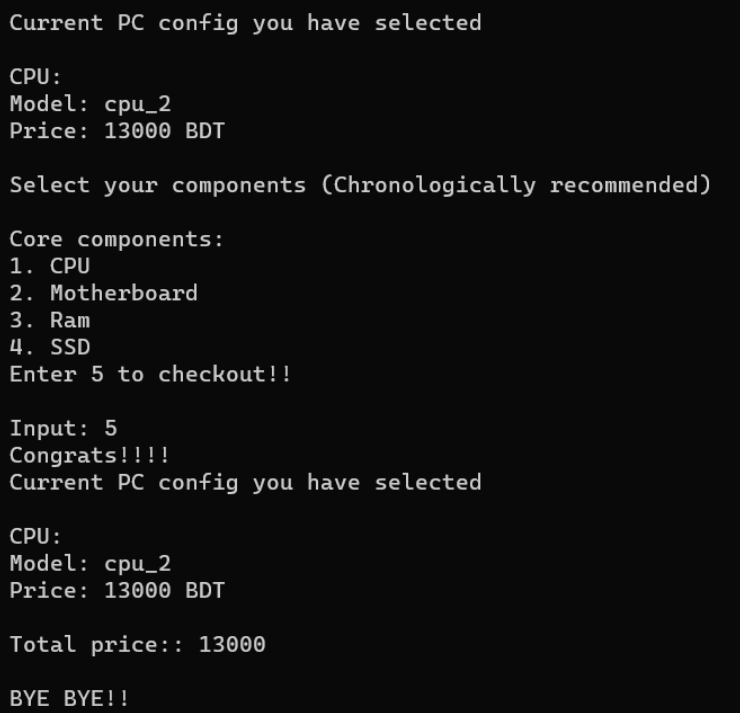 Current PC config you have selected
CPU:
Model: cpu_2
Price: 13000 BDT
Select your components (Chronologically recommended)
Core components:
1. CPU
2. Motherboard
3. Ram
4. SSD
Enter 5 to checkout!!
Input: 5
Congrats!!!!
Current PC config you have selected
CPU:
Model: cpu_2
Price: 13000 BDT
Total price:: 13000
BYE BYE!!